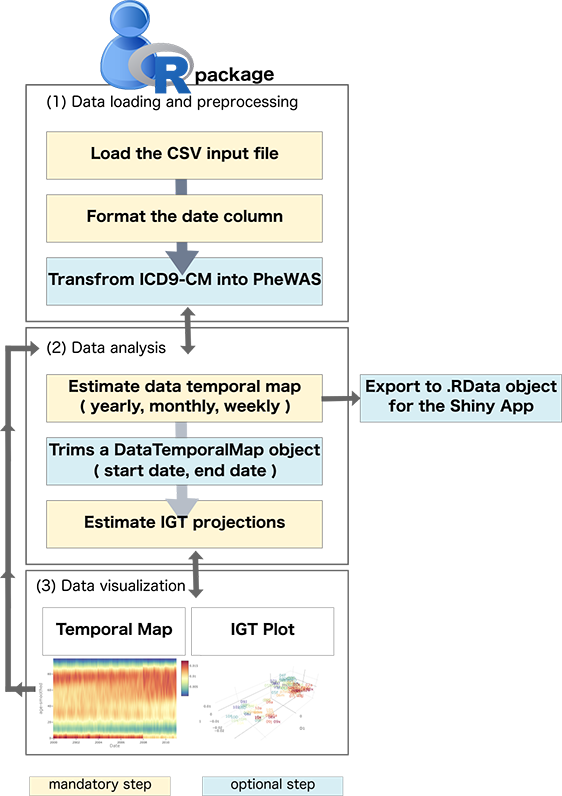 R package
(1) Data loading and preprocessing
Load the CSV input file
Format the date column
Transfrom ICD9-CM into PheWAS
(2) Data analysis
Estimate data temporal map
( yearly, monthly, weekly )
Export to .RData object
for the Shiny App
Trims a DataTemporalMap object
( start date, end date )
Estimate IGT projections
(3) Data visualization
Temporal Map
IGT Plot
Date
D1
mandatory step
optional step